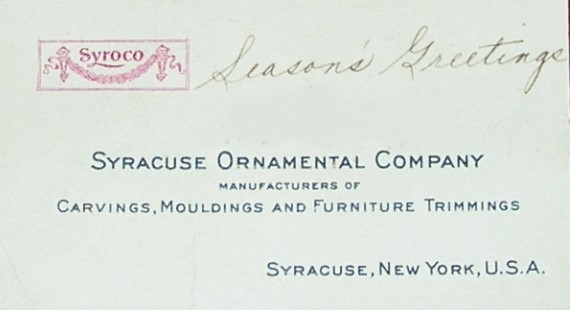 Syroco
Season's Greetings
SYRACUSE ORNAMENTAL COMPANY
MANUFACTURERS OF
CARVINGS, MOULDINGS AND FURNITURE TRIMMINGS
SYRACUSE, NEW YORK, U.S.A.